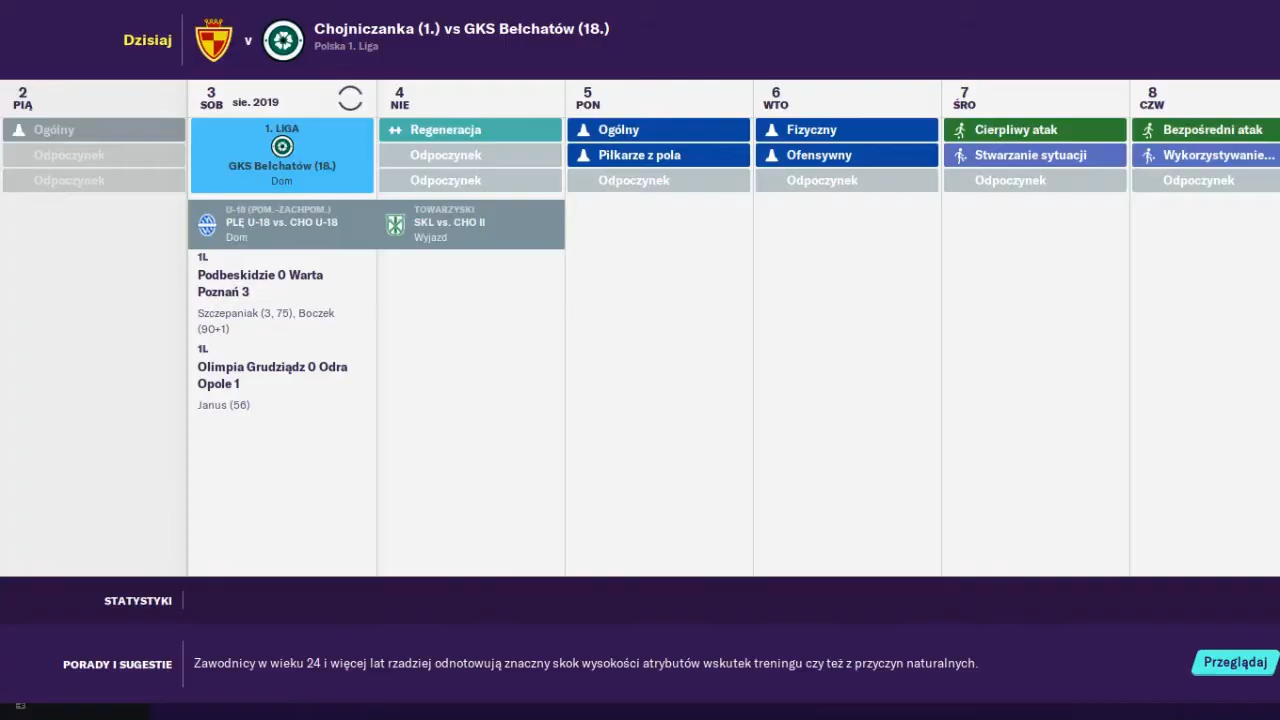 Dzisiaj
v
Chojniczanka (1.) vs GKS Bełchatów (18.)
Polska 1. Liga
2
PIĄ
3
SOB
sie. 2019
4
NIE
5
PON
6
WTO
7
ŚRO
8
CZW
Ogólny
Odpoczynek
Odpoczynek
1. LIGA
GKS Bełchatów (18.)
Dom
Regeneracja
Odpoczynek
Odpoczynek
Ogólny
Piłkarze z pola
Odpoczynek
Fizyczny
Ofensywny
Odpoczynek
Cierpliwy atak
Stwarzanie sytuacji
Odpoczynek
Bezpośredni atak
Wykorzystywanie...
Odpoczynek
U-18 (POM.-ZACHPOM.)
PLĘ U-18 vs. CHO U-18
Dom
TOWARZYSKI
SKL vs. CHO II
Wyjazd
1L
Podbeskidzie 0 Warta
Poznań 3
Szczepaniak (3, 75), Boczek
(90+1)
1L
Olimpia Grudziądz 0 Odra
Opole 1
Janus (56)
STATYSTYKI
PORADY I SUGESTIE
Zawodnicy w wieku 24 i więcej lat rzadziej odnotowują znaczny skok wysokości atrybutów wskutek treningu czy też z przyczyn naturalnych.
Przeglądaj